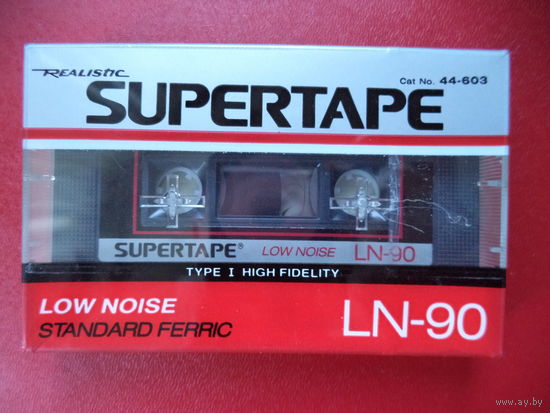 REALISTIC
Cat No. 44-603
SUPERTAPE
SUPERTAPE® LOW NOISE LN-90
TYPE I HIGH FIDELITY
LOW NOISE
STANDARD FERRIC
LN-90
www.ay.by